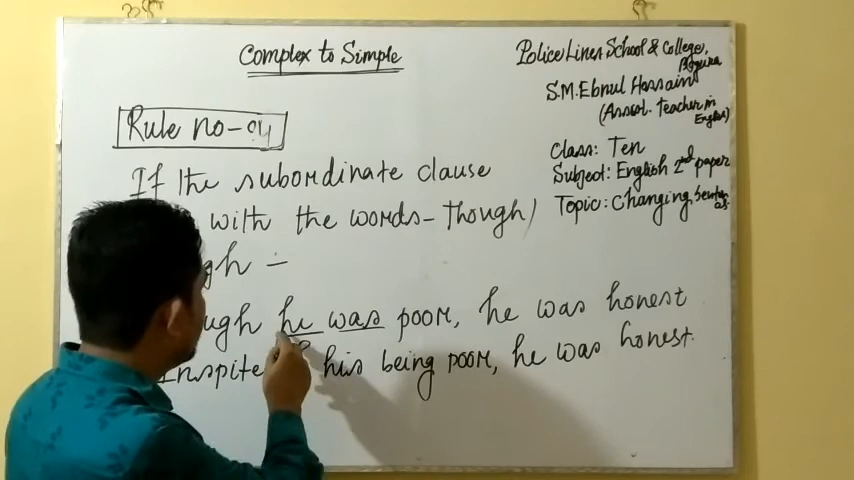 Complex to Simple
Police Lines School & College,
Bogura
S.M. Ebnul Hossain
(Assist. Teacher in
English)
Class: Ten
Subject: English 2nd paper
Topic: Changing
Rule no-04
If the subordinate clause
with the words- Though/
gh -
ugh he was poor, he was honest
Inspite his being poor, he was honest.